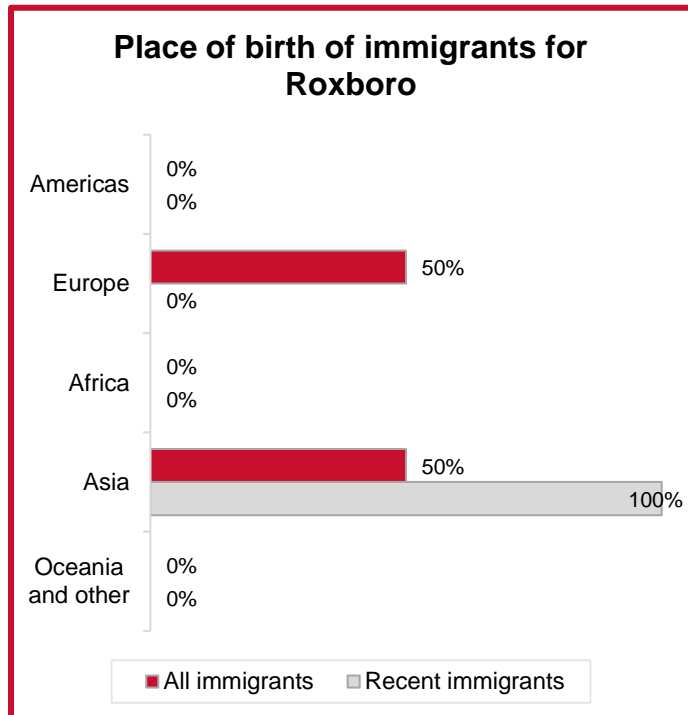 Place of birth of immigrants for
Roxboro
Americas
0%
0%
Europe
50%
0%
Africa
0%
0%
Asia
50%
100%
Oceania
and other
0%
0%
All immigrants Recent immigrants